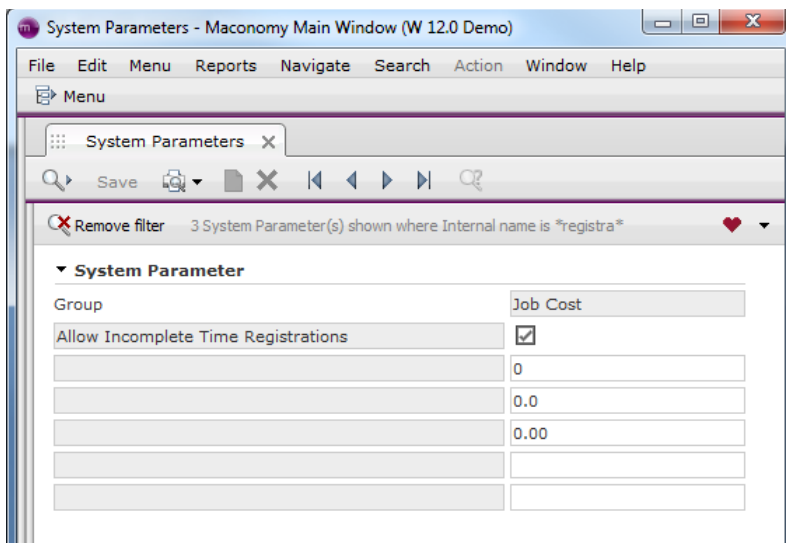 System Parameters - Maconomy Main Window (W 12.0 Demo)
File Edit Menu Reports Navigate Search Action Window Help
Menu
System Parameters
Save
Remove filter 3 System Parameter(s) shown where Internal name is *registra*
System Parameter
Group Job Cost
Allow Incomplete Time Registrations
0
0.0
0.00